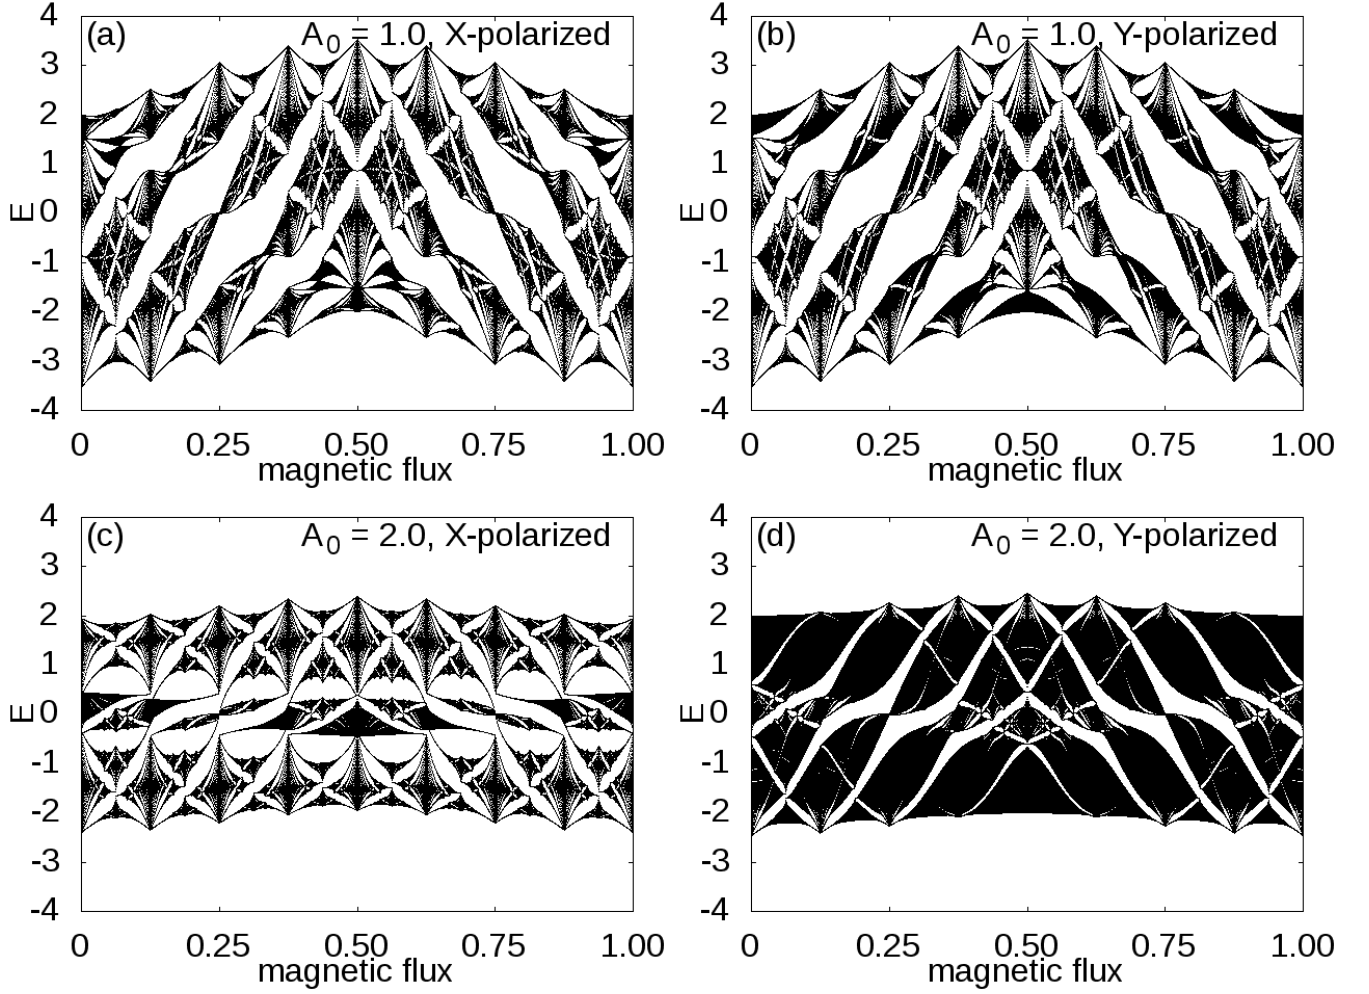 (a) A0 = 1.0, X-polarized
4
3
2
1
0
-1
-2
-3
-4
E
0 0.25 0.50 0.75 1.00
magnetic flux
(b) A0 = 1.0, Y-polarized
4
3
2
1
0
-1
-2
-3
-4
E
0 0.25 0.50 0.75 1.00
magnetic flux
(c) A0 = 2.0, X-polarized
4
3
2
1
0
-1
-2
-3
-4
E
0 0.25 0.50 0.75 1.00
magnetic flux
(d) A0 = 2.0, Y-polarized
4
3
2
1
0
-1
-2
-3
-4
E
0 0.25 0.50 0.75 1.00
magnetic flux